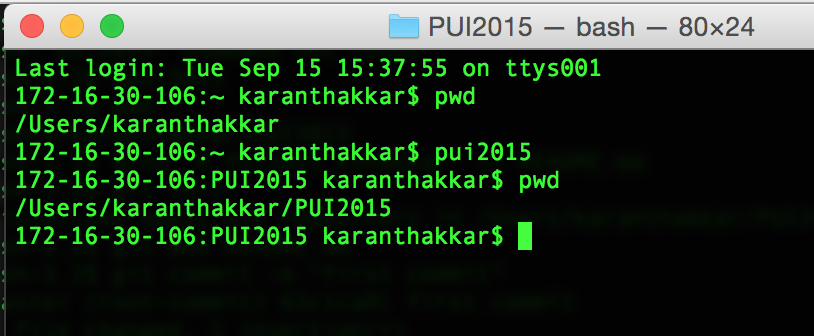 PUI2015 — bash — 80×24
Last login: Tue Sep 15 15:37:55 on ttys001
172-16-30-106:~ karanthakkar$ pwd
/Users/karanthakkar
172-16-30-106:~ karanthakkar$ pui2015
172-16-30-106:PUI2015 karanthakkar$ pwd
/Users/karanthakkar/PUI2015
172-16-30-106:PUI2015 karanthakkar$